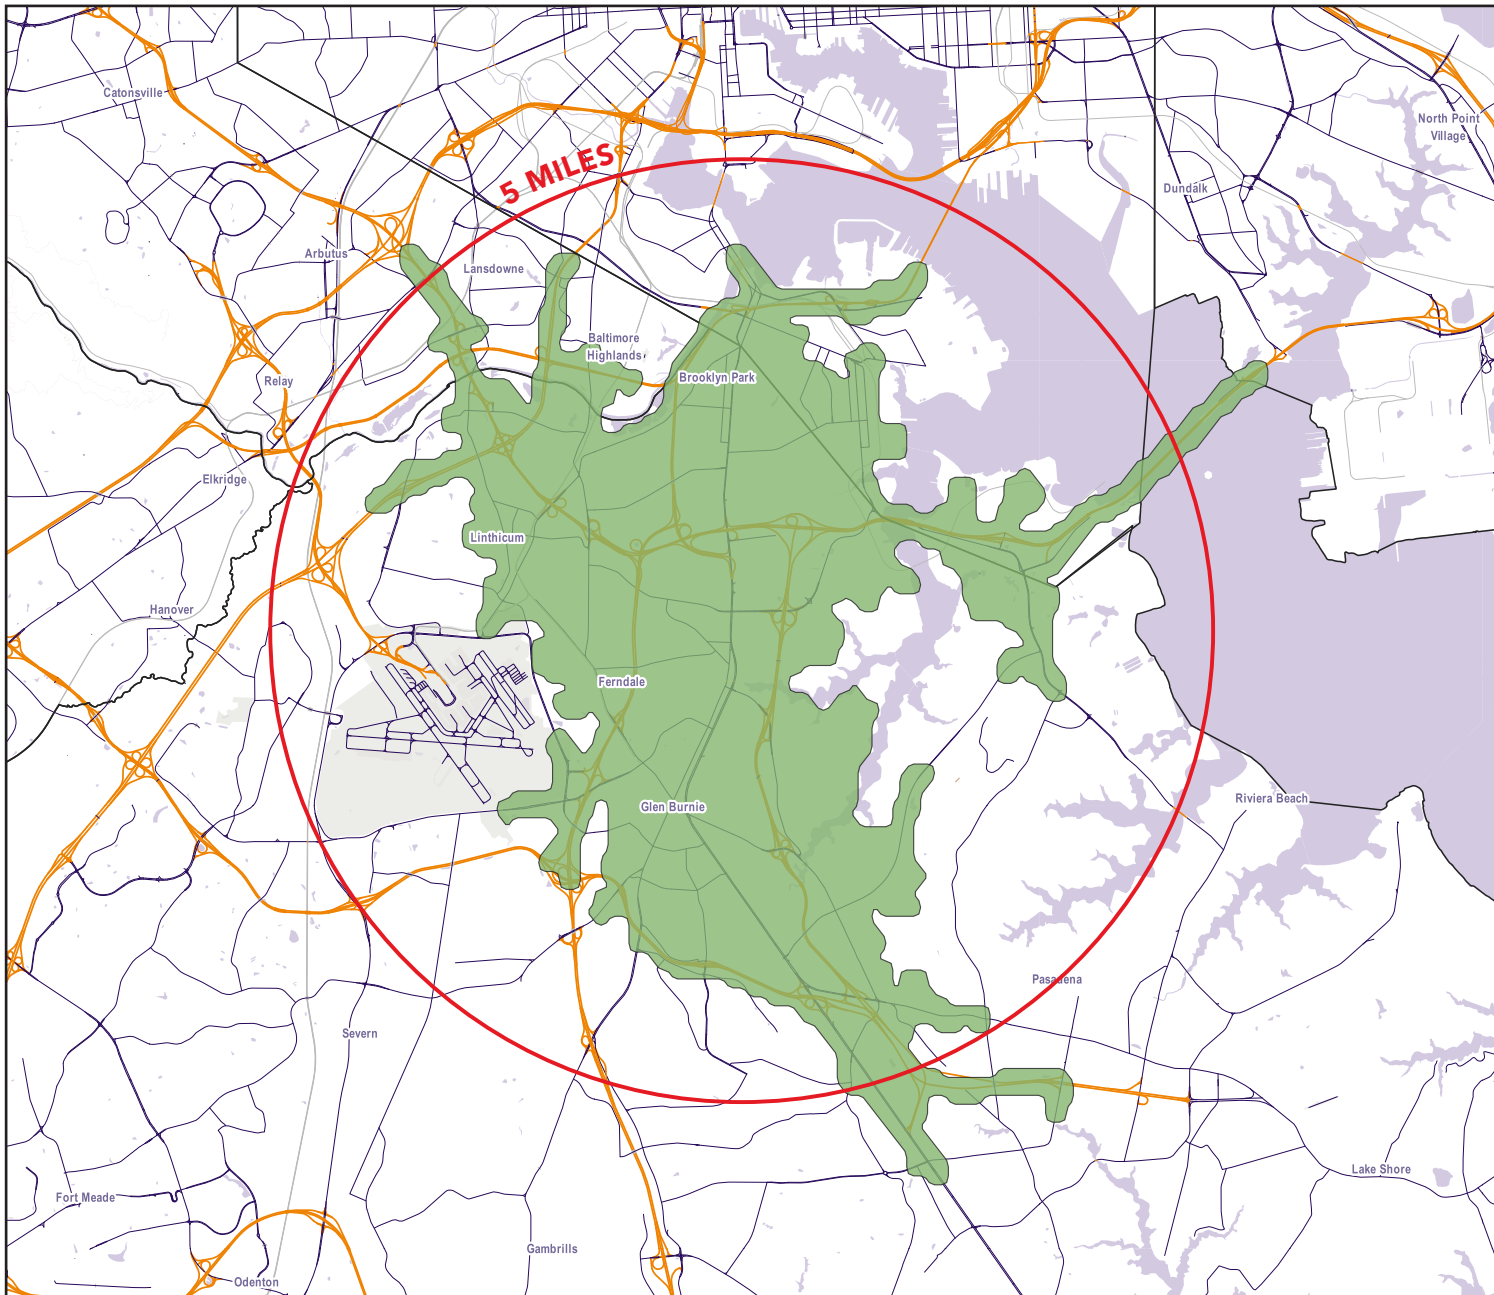 Catonsville
North Point
Village
5 MILES
Dundalk
Arbutus
Lansdowne
Baltimore
Highlands
Relay
Brooklyn Park
Elkridge
Linthicum
Hanover
Ferndale
Glen Burnie
Riviera Beach
Pasadena
Severn
Lake Shore
Fort Meade
Gambrills
Odenton